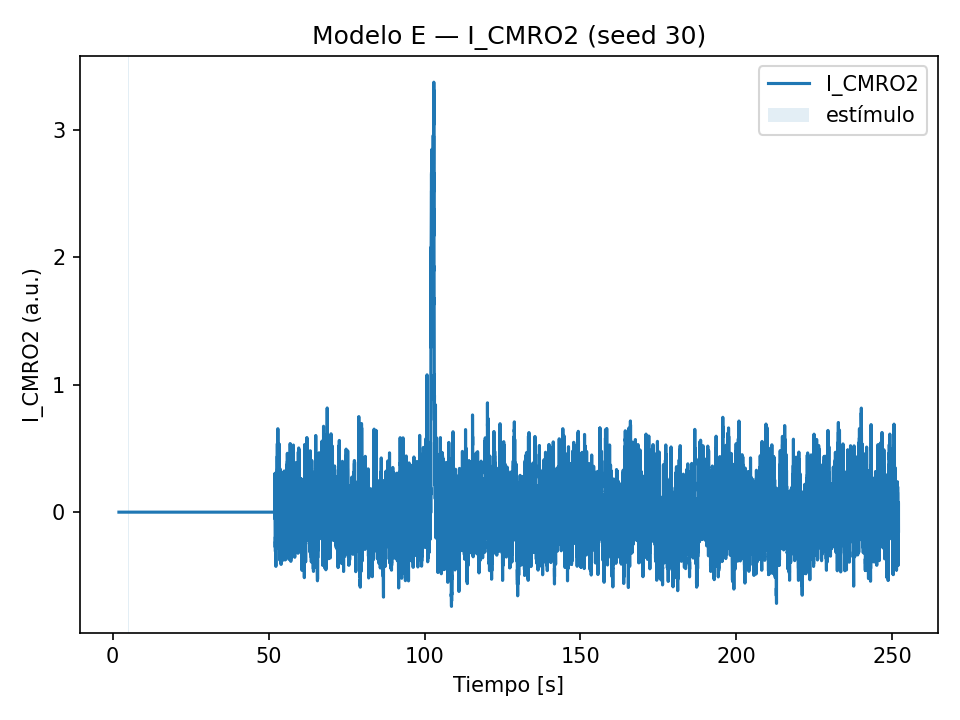 Modelo E — I_CMRO2 (seed 30)
I_CMRO2
estímulo
I_CMRO2 (a.u.)
3
2
1
0
0 50 100 150 200 250
Tiempo [s]